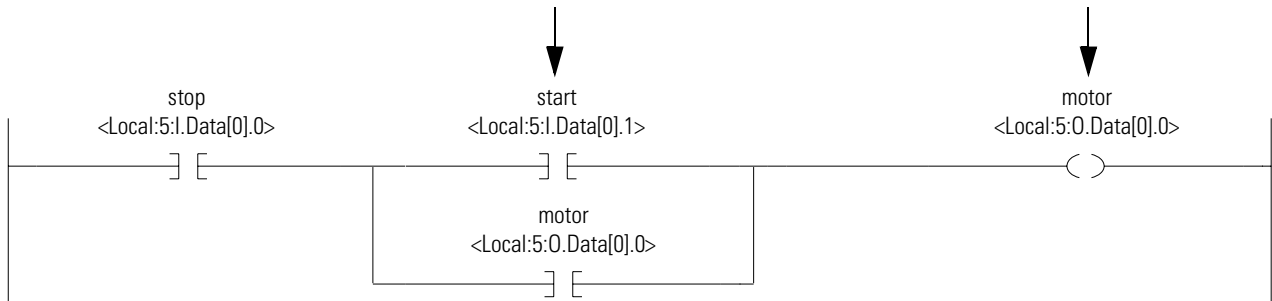 stop
<Local:5:I.Data[0].0>
start
<Local:5:I.Data[0].1>
motor
<Local:5:O.Data[0].0>
motor
<Local:5:O.Data[0].0>